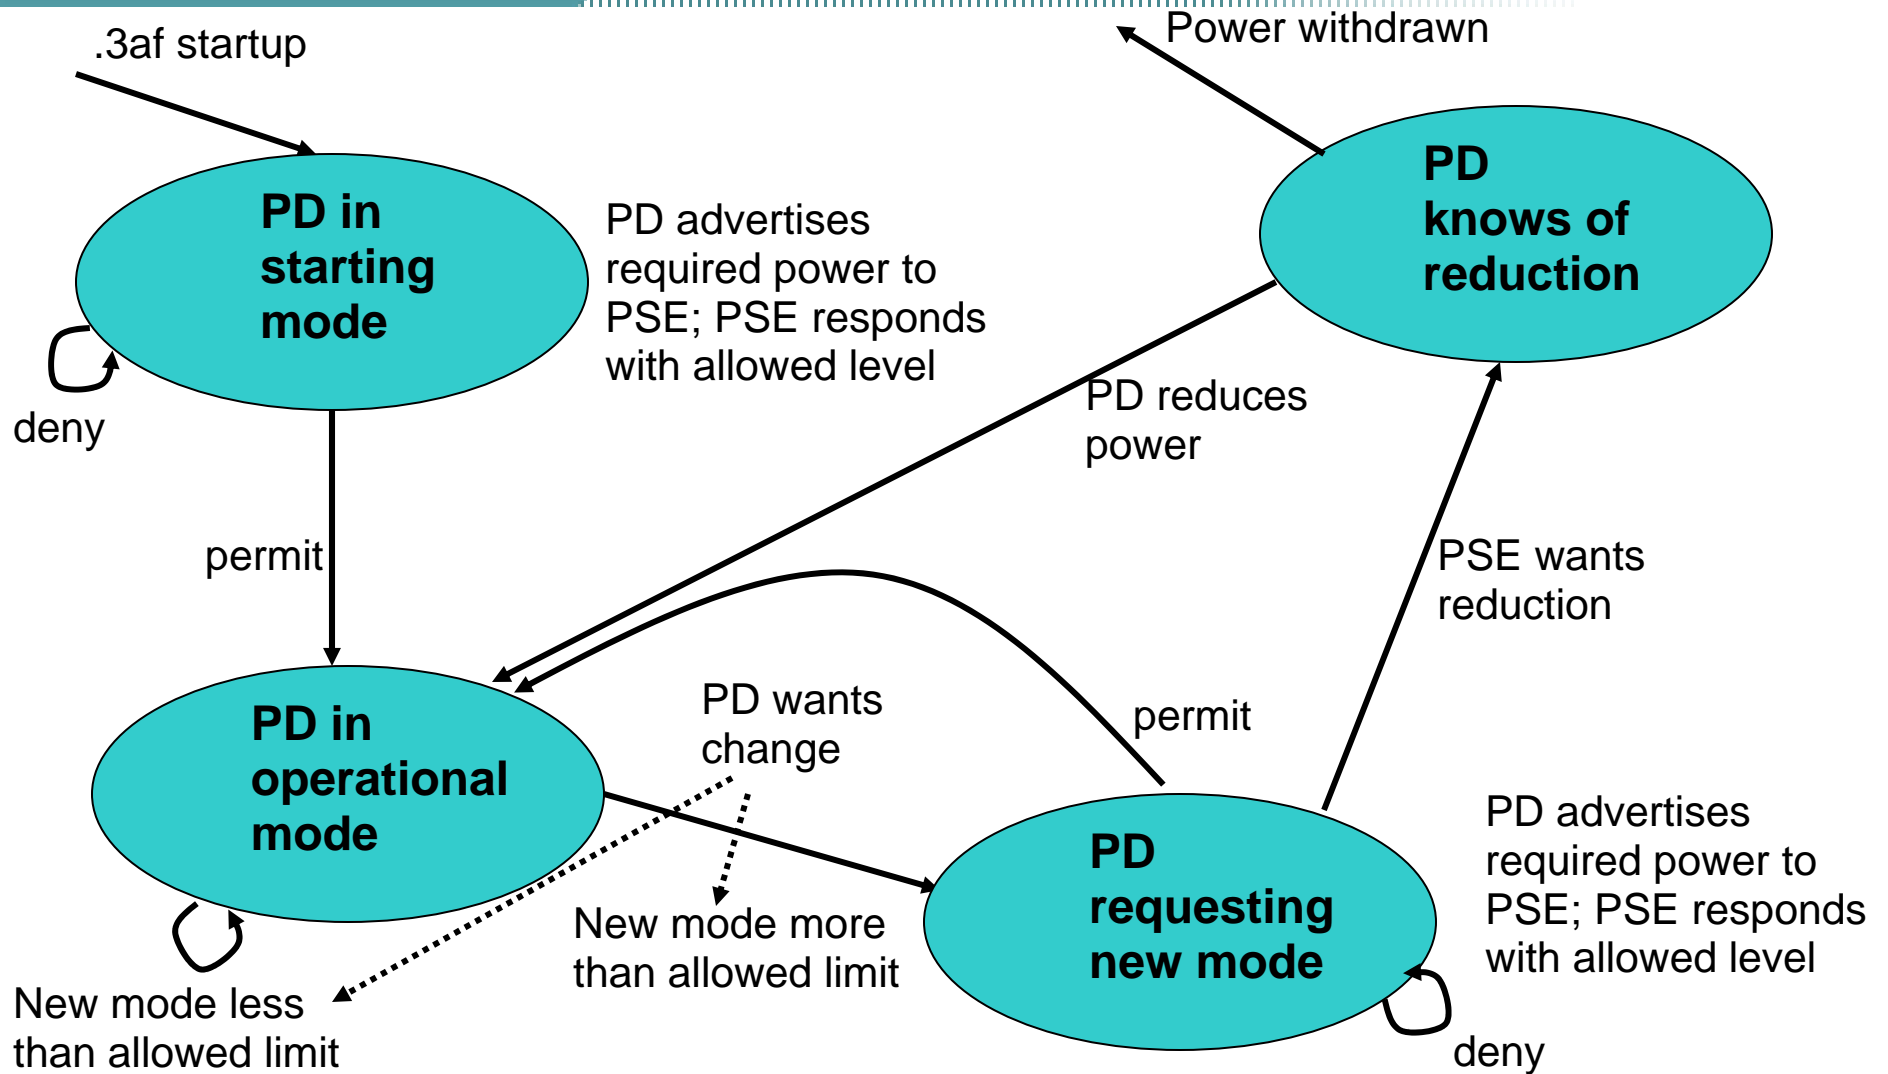 .3af startup
Power withdrawn
PD in
starting
mode
PD advertises
required power to
PSE; PSE responds
with allowed level
PD
knows of
reduction
deny
PD reduces
power
permit
PSE wants
reduction
PD in
operational
mode
PD wants
change
permit
PD
requesting
new mode
PD advertises
required power to
PSE; PSE responds
with allowed level
New mode more
than allowed limit
New mode less
than allowed limit
deny